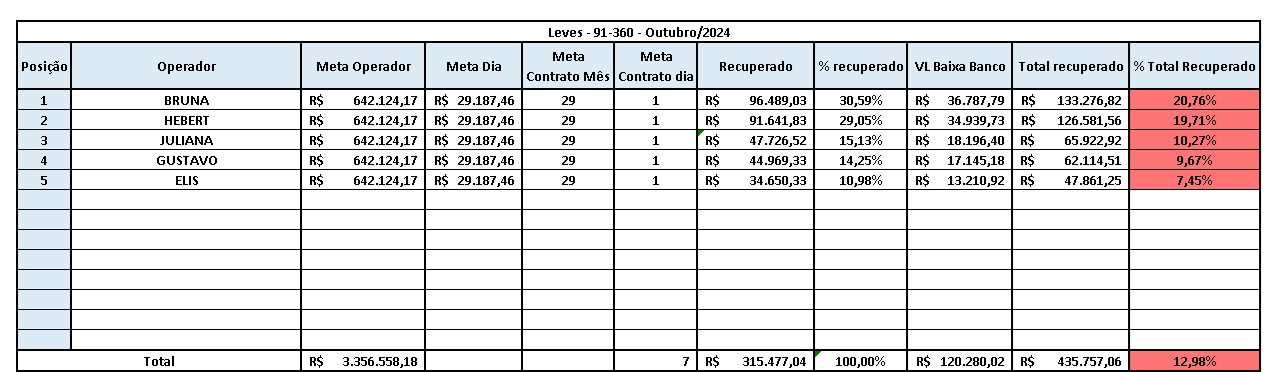 Leves - 91-360 - Outubro/2024
Posição Operador Meta Operador Meta Dia Meta Contrato Mês Meta Contrato dia Recuperado % recuperado VL Baixa Banco Total recuperado % Total Recuperado
1 BRUNA R$ 642.124,17 R$ 29.187,46 29 1 R$ 96.489,03 30,59% R$ 36.787,79 R$ 133.276,82 20,76%
2 HEBERT R$ 642.124,17 R$ 29.187,46 29 1 R$ 91.641,83 29,05% R$ 34.939,73 R$ 126.581,56 19,71%
3 JULIANA R$ 642.124,17 R$ 29.187,46 29 1 R$ 47.726,52 15,13% R$ 18.196,40 R$ 65.922,92 10,27%
4 GUSTAVO R$ 642.124,17 R$ 29.187,46 29 1 R$ 44.969,33 14,25% R$ 17.145,18 R$ 62.114,51 9,67%
5 ELIS R$ 642.124,17 R$ 29.187,46 29 1 R$ 34.650,33 10,98% R$ 13.210,92 R$ 47.861,25 7,45%
Total R$ 3.356.558,18 7 R$ 315.477,04 100,00% R$ 120.280,02 R$ 435.757,06 12,98%